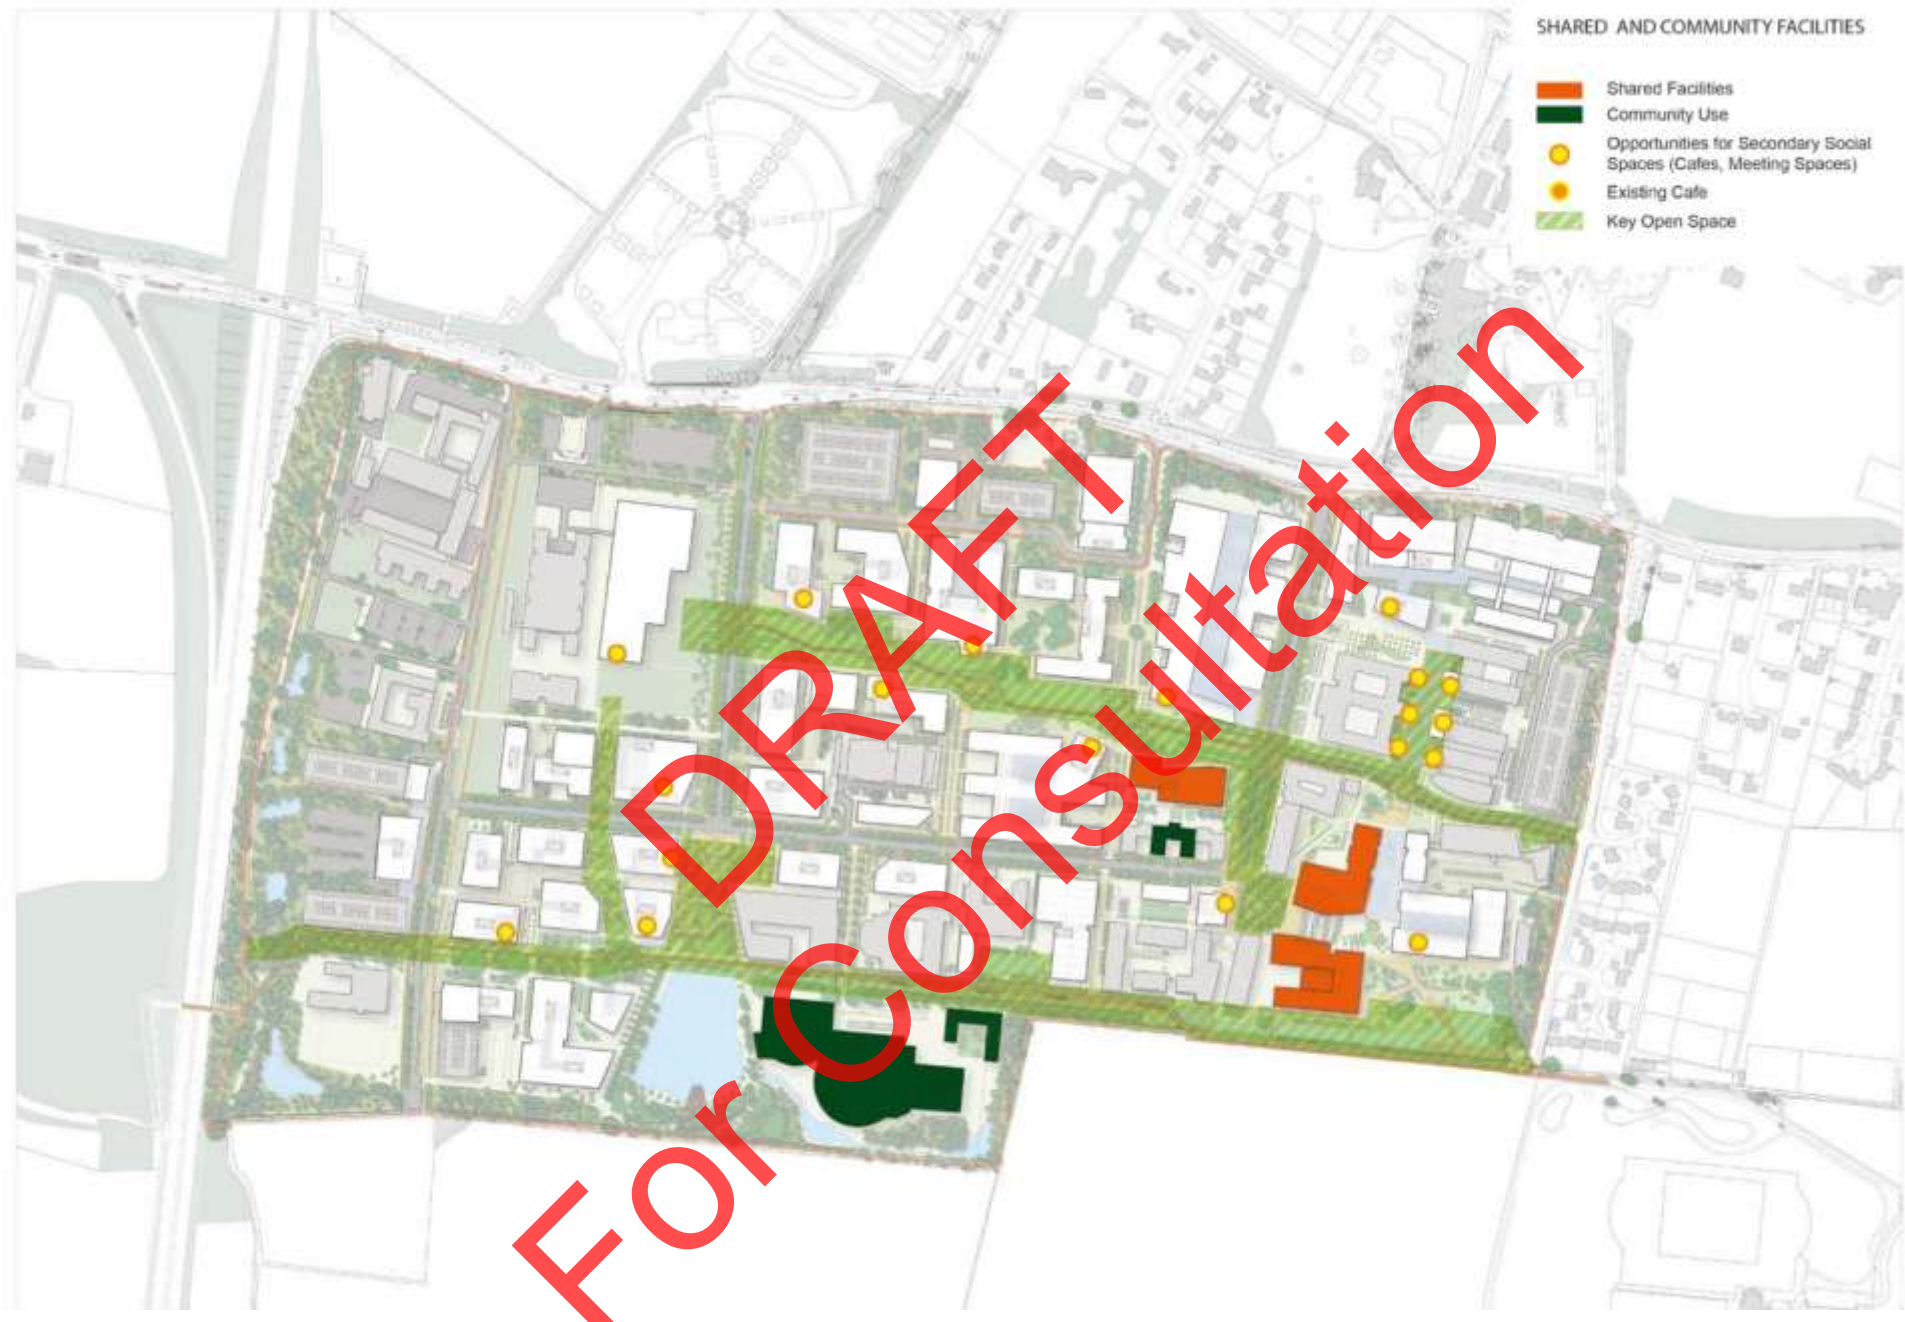 SHARED AND COMMUNITY FACILITIES
Shared Facilities
Community Use
Opportunities for Secondary Social
Spaces (Cafes, Meeting Spaces)
Existing Cafe
Key Open Space
DRAFT
For Consultation